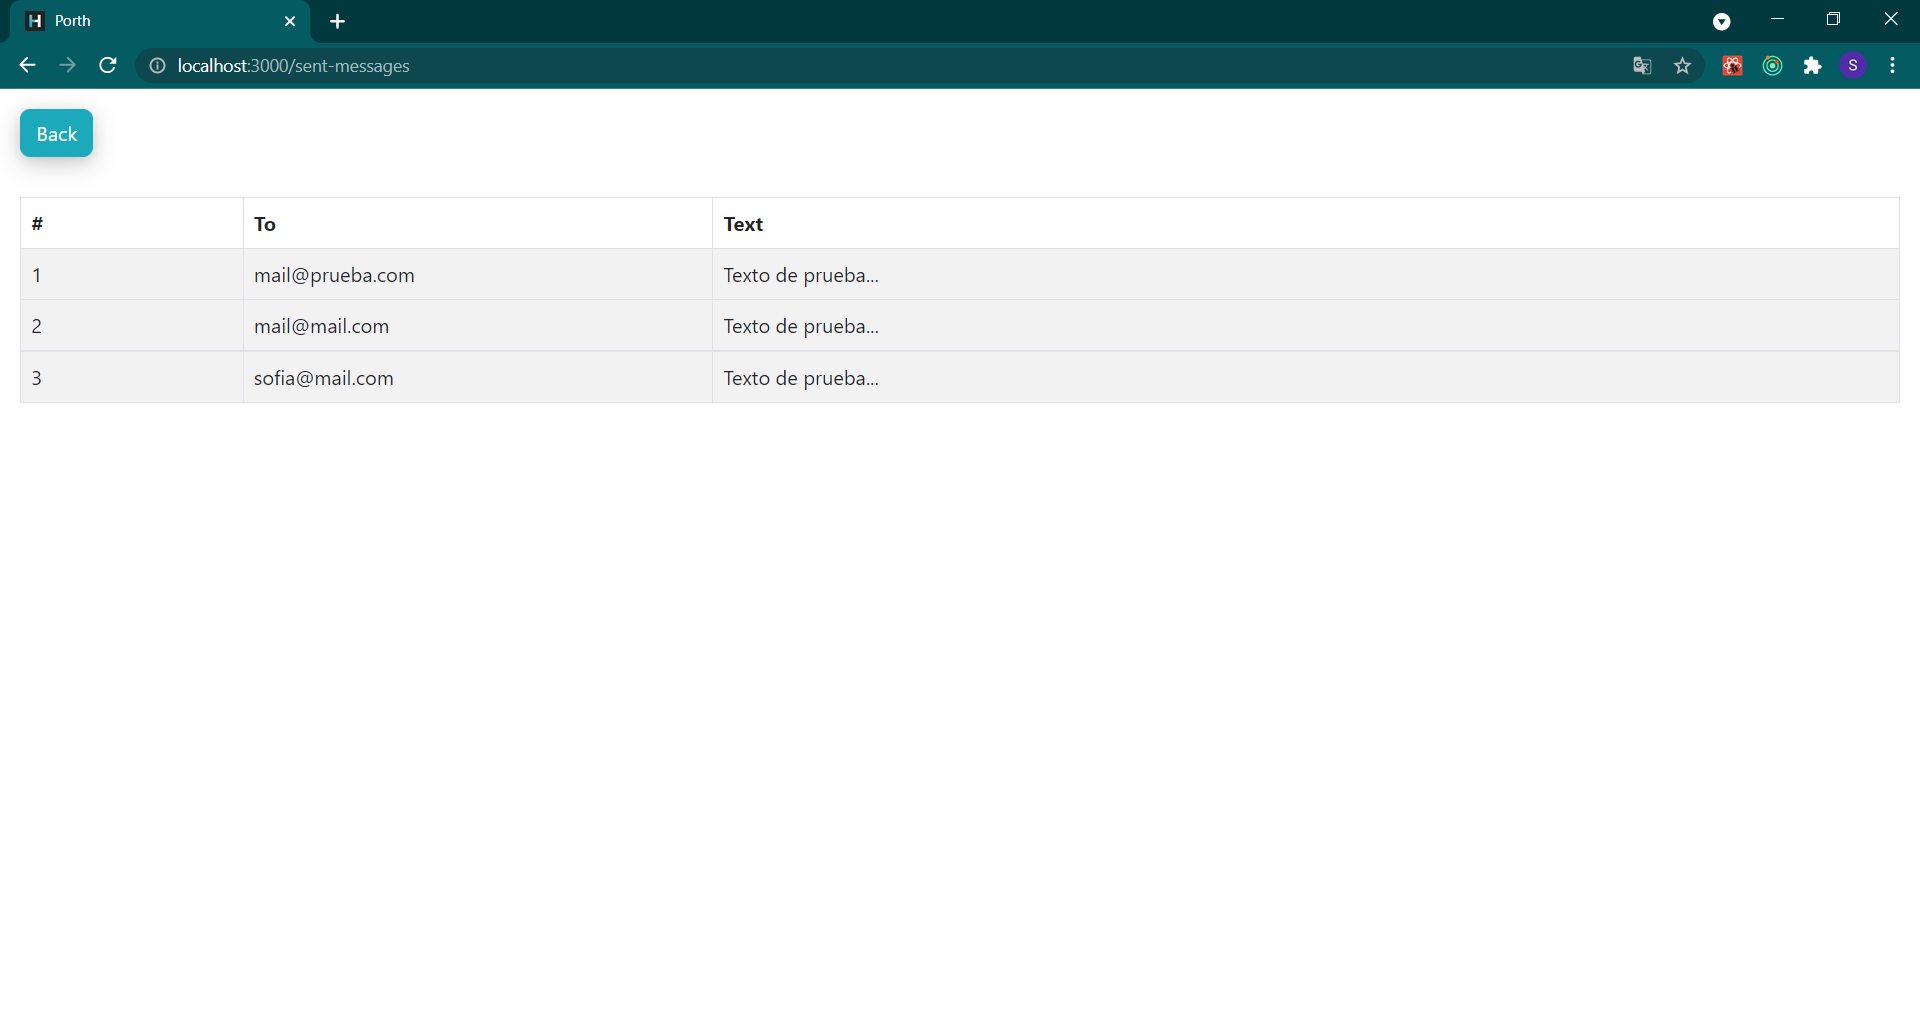 Porth
localhost:3000/sent-messages
S
Back
# To Text
1 mail@prueba.com Texto de prueba...
2 mail@mail.com Texto de prueba...
3 sofia@mail.com Texto de prueba...